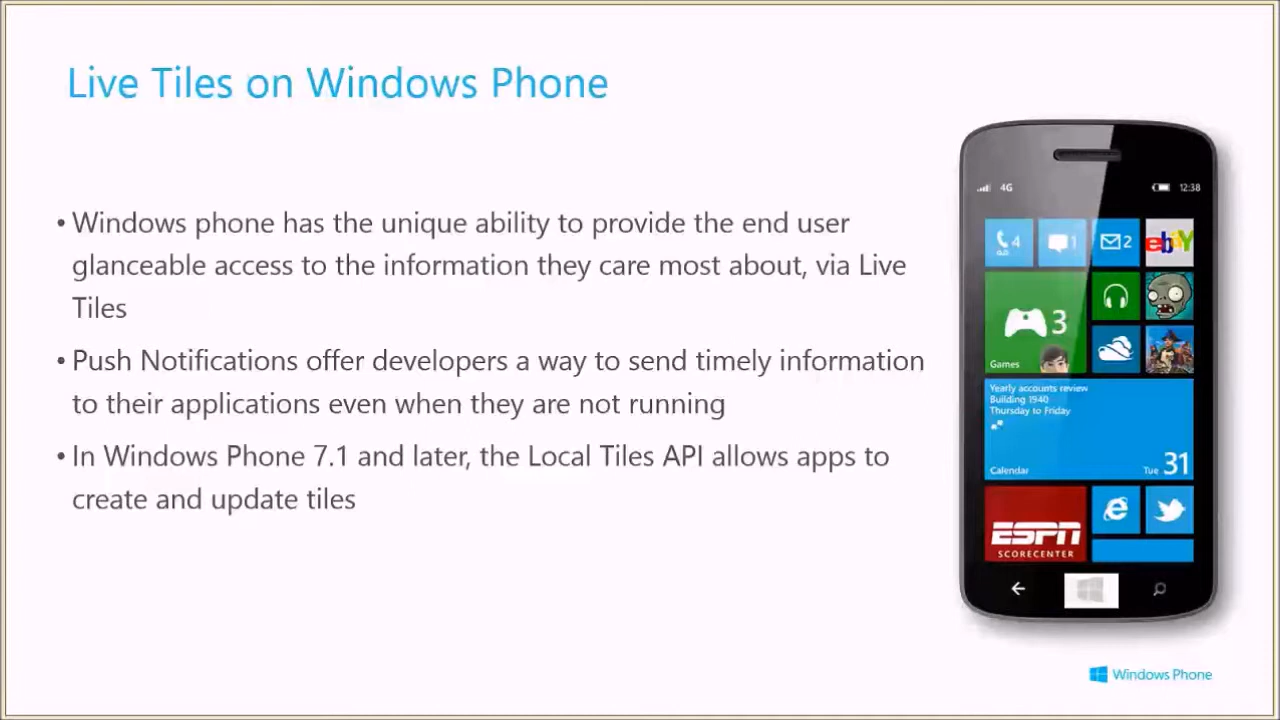 Live Tiles on Windows Phone
• Windows phone has the unique ability to provide the end user
glanceable access to the information they care most about, via Live
Tiles
• Push Notifications offer developers a way to send timely information
to their applications even when they are not running
• In Windows Phone 7.1 and later, the Local Tiles API allows apps to
create and update tiles
4G 12:38
4 1 2 ebY
3
Games
Yearly accounts review
Building 1940
Thursday to Friday
Calendar Tue 31
ESPN
SCORECENTER
Windows Phone